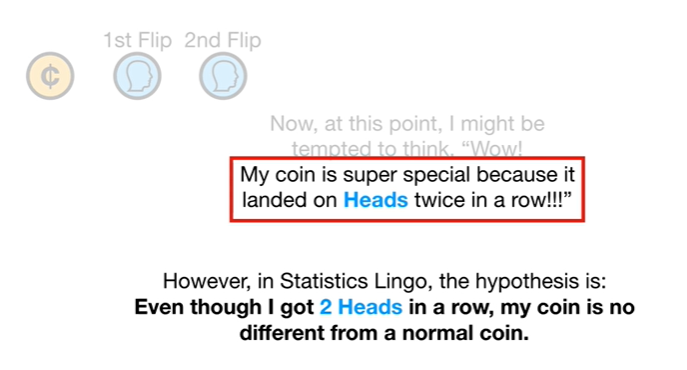 1st Flip 2nd Flip
¢
Now, at this point, I might be
tempted to think, “Wow!
My coin is super special because it
landed on Heads twice in a row!!!”
However, in Statistics Lingo, the hypothesis is:
Even though I got 2 Heads in a row, my coin is no
different from a normal coin.